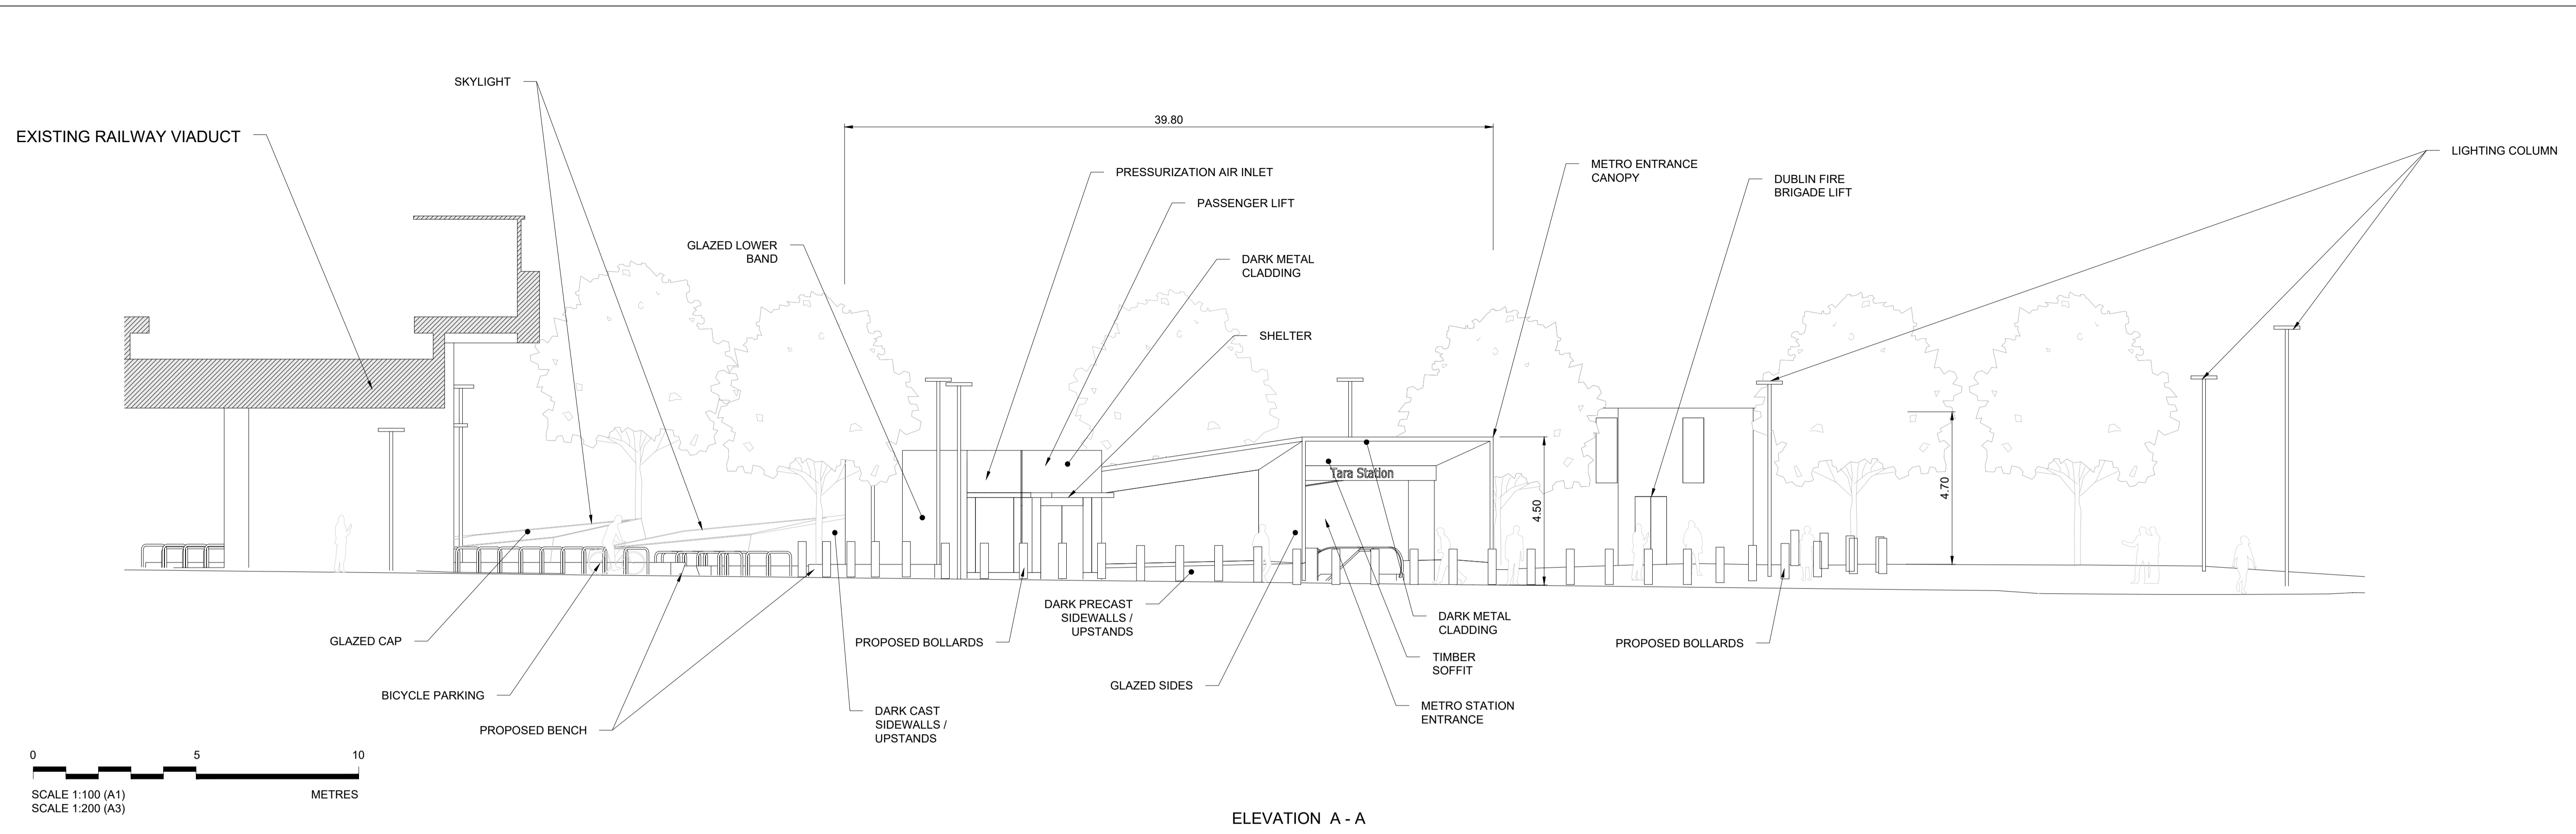 SKYLIGHT
EXISTING RAILWAY VIADUCT
39.80
LIGHTING COLUMN
METRO ENTRANCE
CANOPY
PRESSURIZATION AIR INLET
DUBLIN FIRE
BRIGADE LIFT
PASSENGER LIFT
GLAZED LOWER
BAND
DARK METAL
CLADDING
SHELTER
Tara Station
4.50
4.70
DARK PRECAST
SIDEWALLS /
UPSTANDS
DARK METAL
CLADDING
GLAZED CAP
PROPOSED BOLLARDS
PROPOSED BOLLARDS
TIMBER
SOFFIT
GLAZED SIDES
BICYCLE PARKING
METRO STATION
ENTRANCE
DARK CAST
SIDEWALLS /
UPSTANDS
PROPOSED BENCH
0 5 10
SCALE 1:100 (A1) METRES
SCALE 1:200 (A3)
ELEVATION A - A